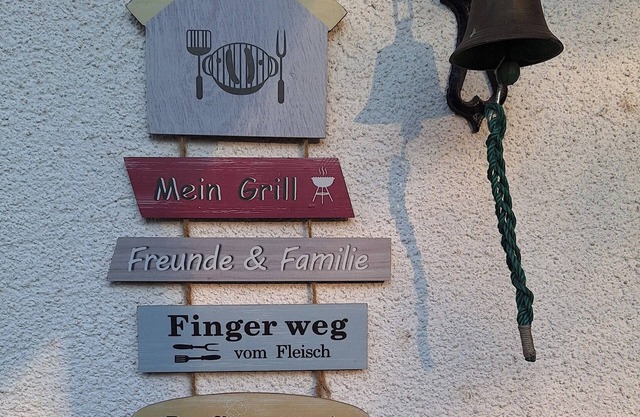 Mein Grill
Freunde & Familie
Finger weg
vom Fleisch